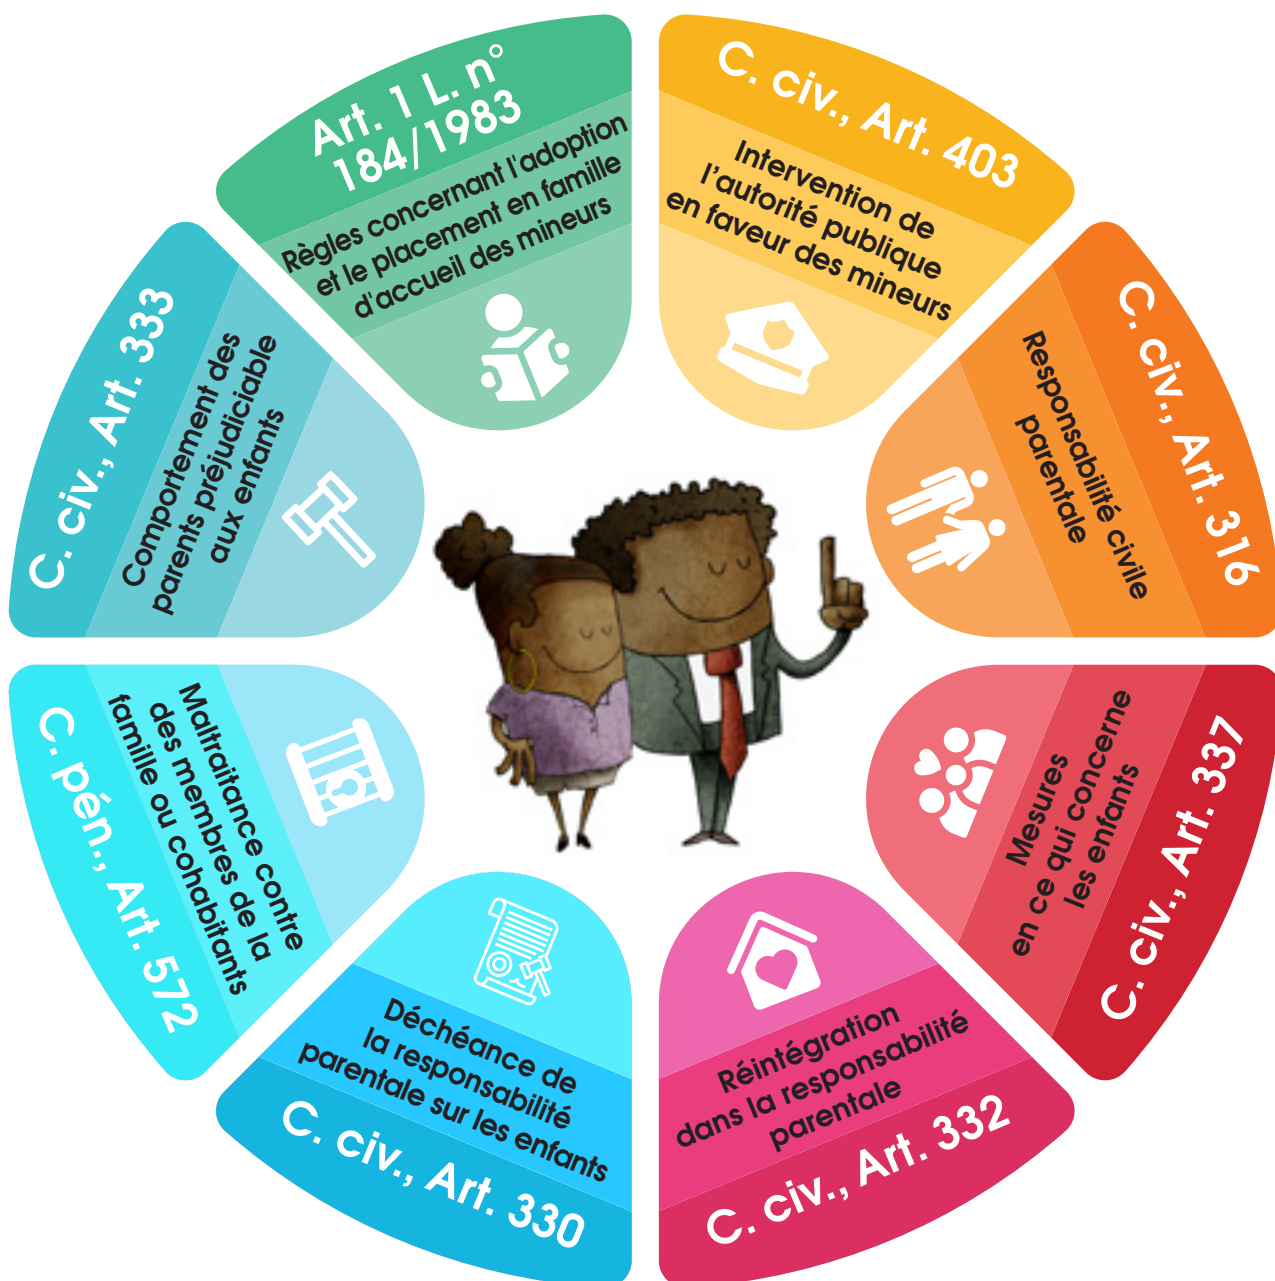 Art. 1 L. n°
184/1983
Règles concernant l'adoption
et le placement en famille
d'accueil des mineurs
C. civ., Art. 403
Intervention de
l’autorité publique
en faveur des mineurs
C. civ., Art. 316
Responsabilité civile
parentale
C. civ., Art. 337
Mesures
en ce qui concerne
les enfants
C. civ., Art. 332
Réintégration
dans la responsabilité
parentale
C. civ., Art. 330
Déchéance de
la responsabilité
parentale sur les enfants
C. pén., Art. 572
Maltraitance contre
des membres de la
famille ou cohabitants
C. civ., Art. 333
Comportement des
parents préjudiciable
aux enfants